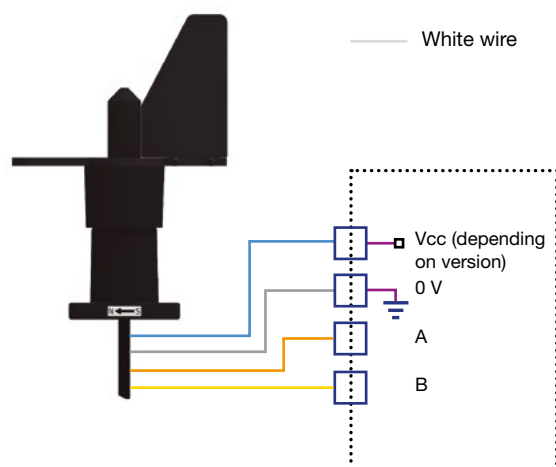 White wire
Vcc (depending
on version)
0 V
A
B
N S